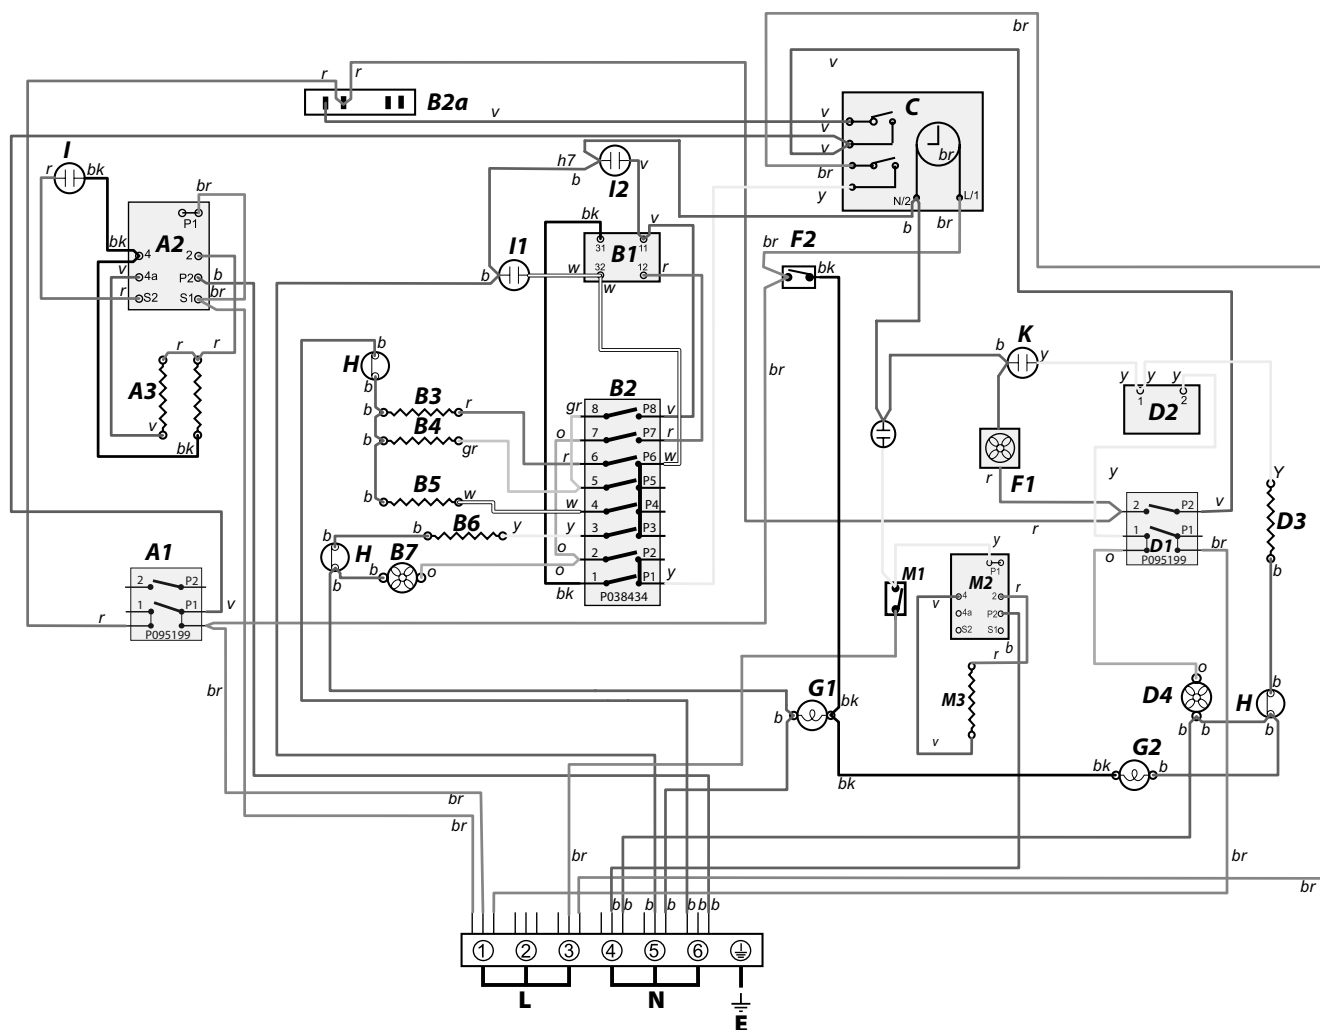 br
v
r r
B2a
v
C
v
v
v
br
br
y
N/2
L/1
b
br
I
r
bk
br
P1
A2
bk
4
2
v
4a
P2
b
r
S2
S1
br
h7
b
v
I2
bk
v
31
11
B1
32
12
w
r
w
I1
b
br
F2
bk
br
r r
A3
v
bk
b
H
b
b
B3
r
b
B4
gr
b
B5
w
b
B6
y
b
H
b
b
B7
o
B2
gr
8
P8
v
o
7
P7
r
r
6
P6
w
5
P5
w
4
P4
y
3
P3
o
2
P2
o
1
P1
y
bk
P038434
K
b
y
y
y
y
1
2
D2
F1
r
y
r
2
P2
v
1
P1
o
D1
br
P095199
Y
D3
b
A1
2
P2
1
P1
v
r
P095199
br
y
M1
M2
P1
4
2
r
v
4a
P2
S2
S1
b
r
M3
v
G1
b
bk
bk
o
D4
b
b
b
H
b
G2
bk
b
br
br
br
br
br
b b b b b b b
1 2 3 4 5 6
L N
E